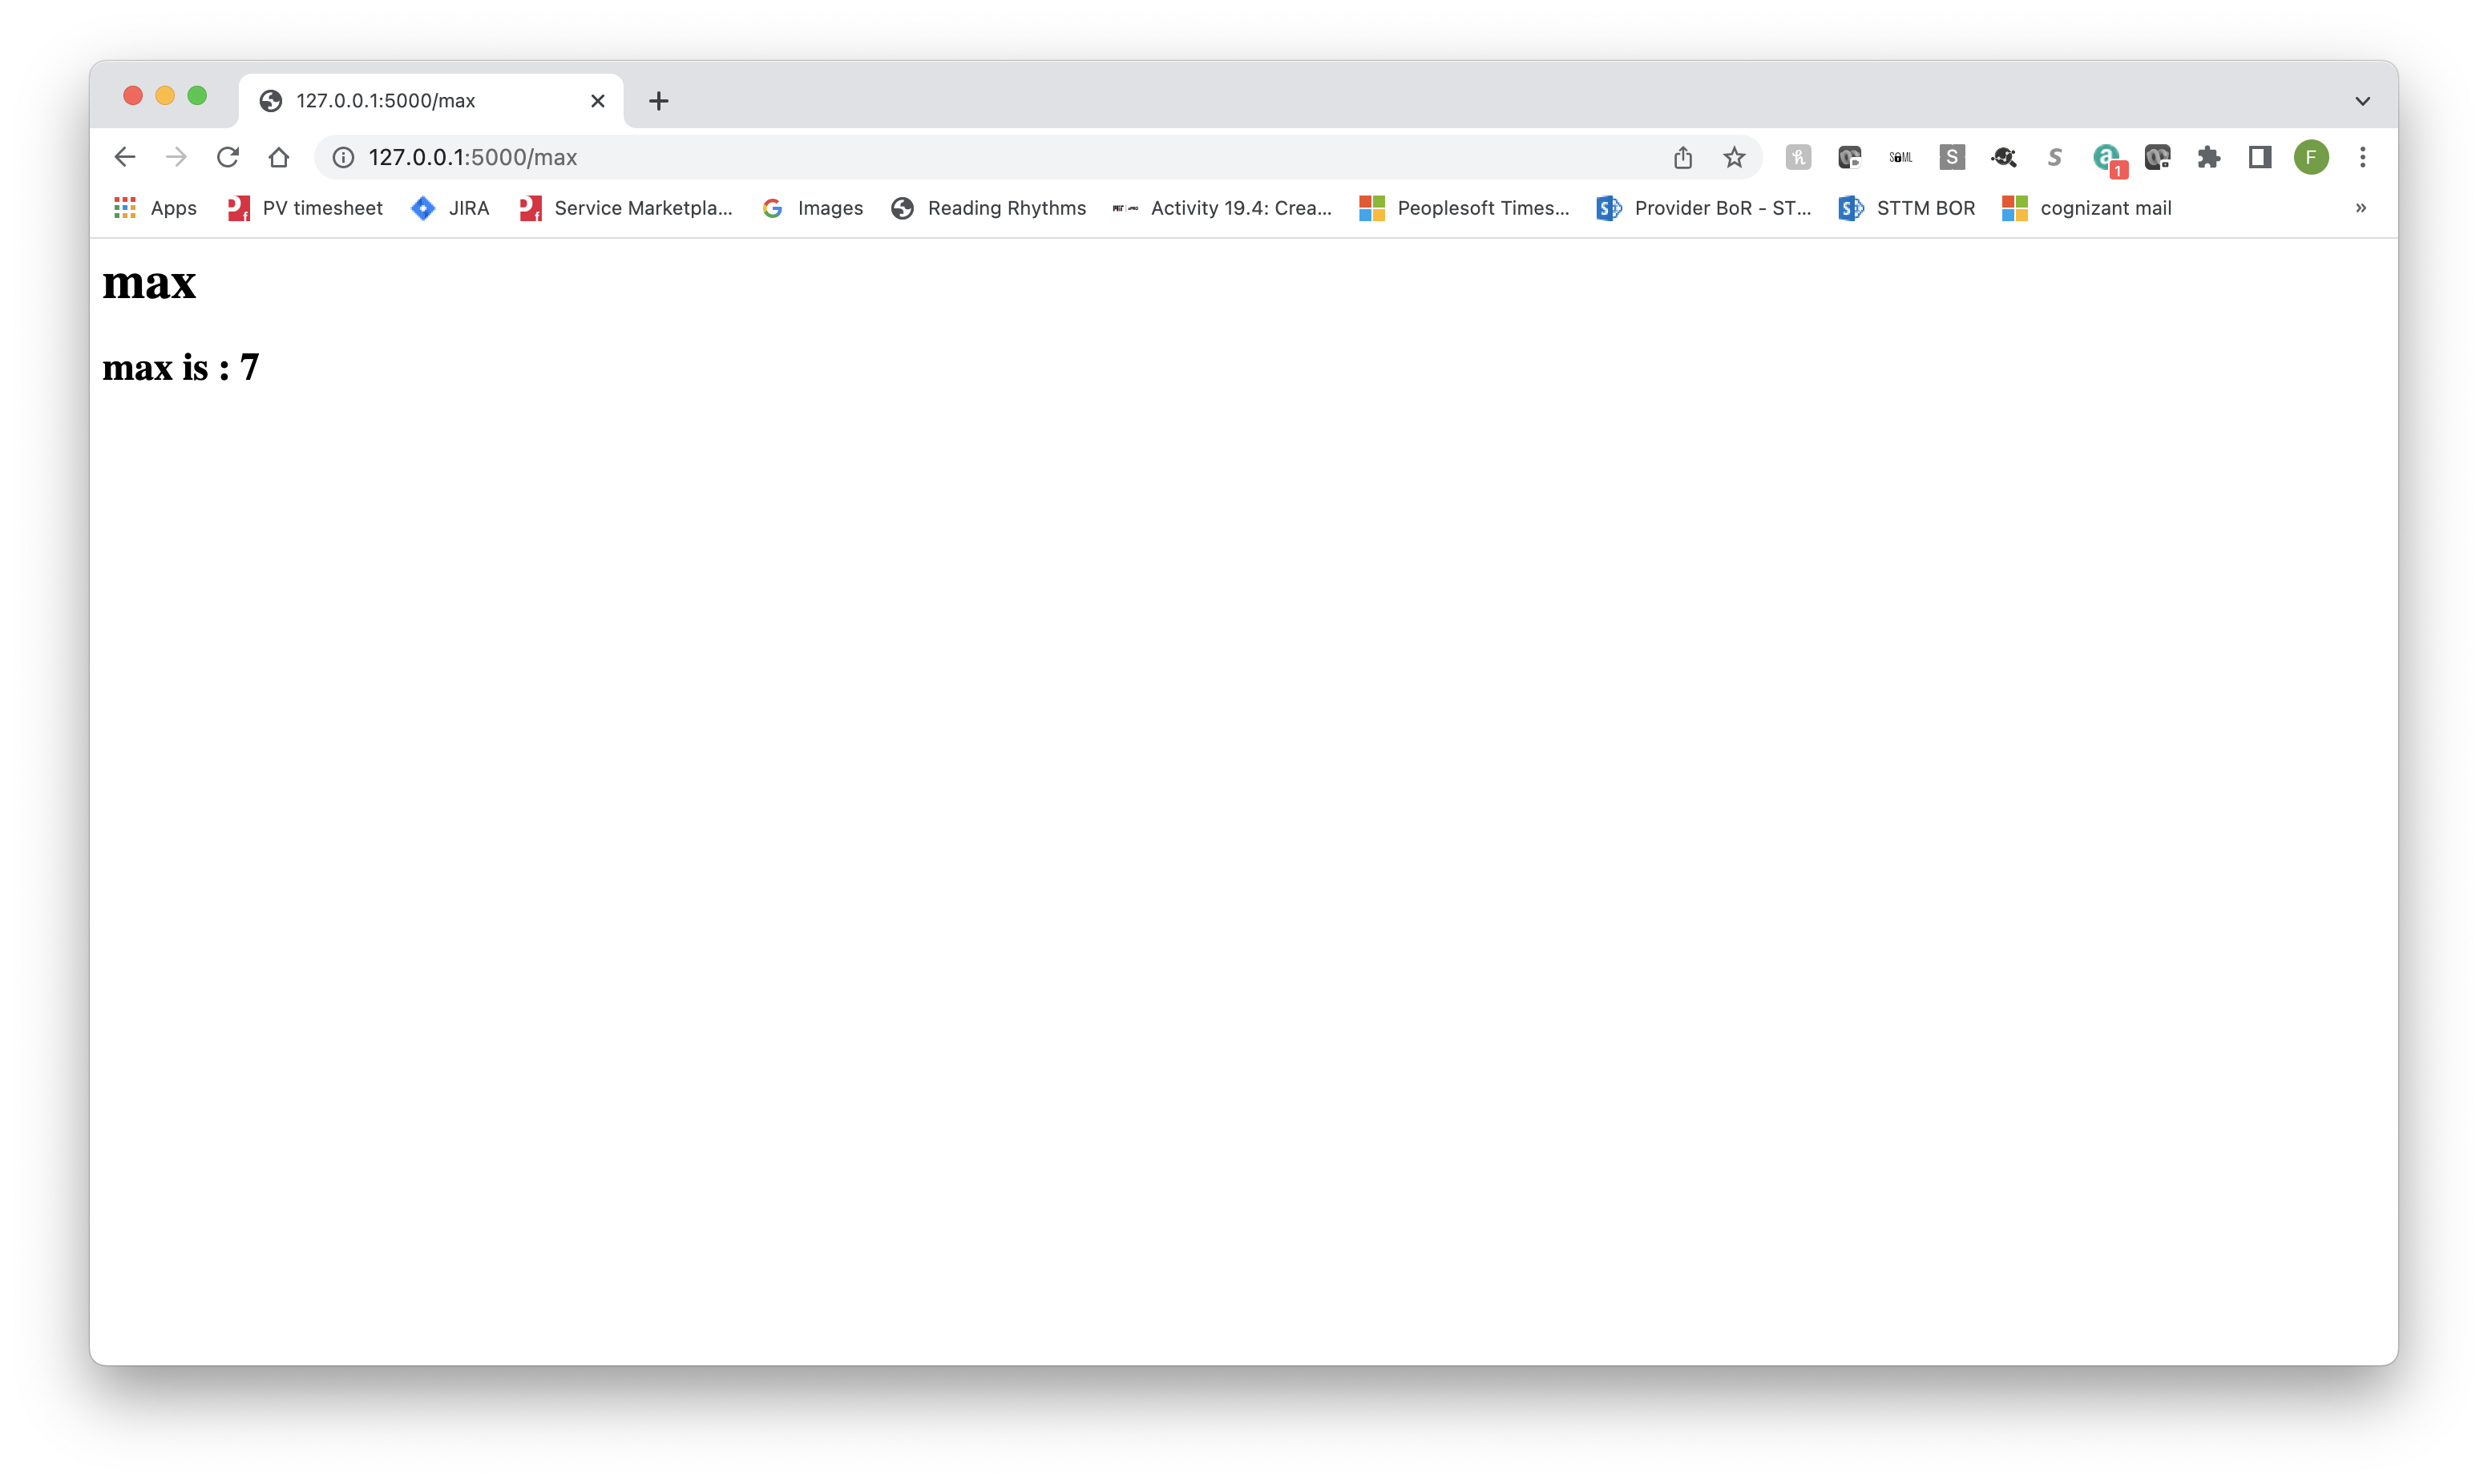 127.0.0.1:5000/max
127.0.0.1:5000/max
S
SAML
S
S
a
1
F
Apps
PV timesheet
JIRA
Service Marketpla...
Images
Reading Rhythms
Activity 19.4: Crea...
Peoplesoft Times...
Provider BoR - ST...
STTM BOR
cognizant mail
»
max
max is : 7